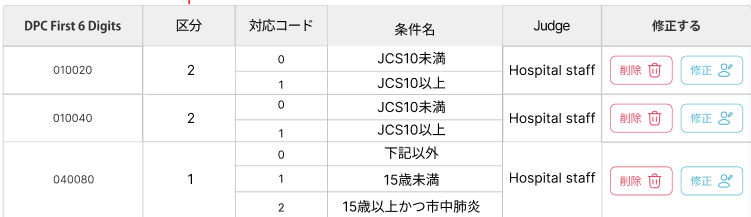 DPC First 6 Digits 区分 対応コード 条件名 Judge 修正する
010020 2 0 JCS10未満 Hospital staff 削除 修正
1 JCS10以上
010040 2 0 JCS10未満 Hospital staff 削除 修正
1 JCS10以上
040080 1 0 下記以外 Hospital staff 削除 修正
1 15歳未満
2 15歳以上かつ市中肺炎